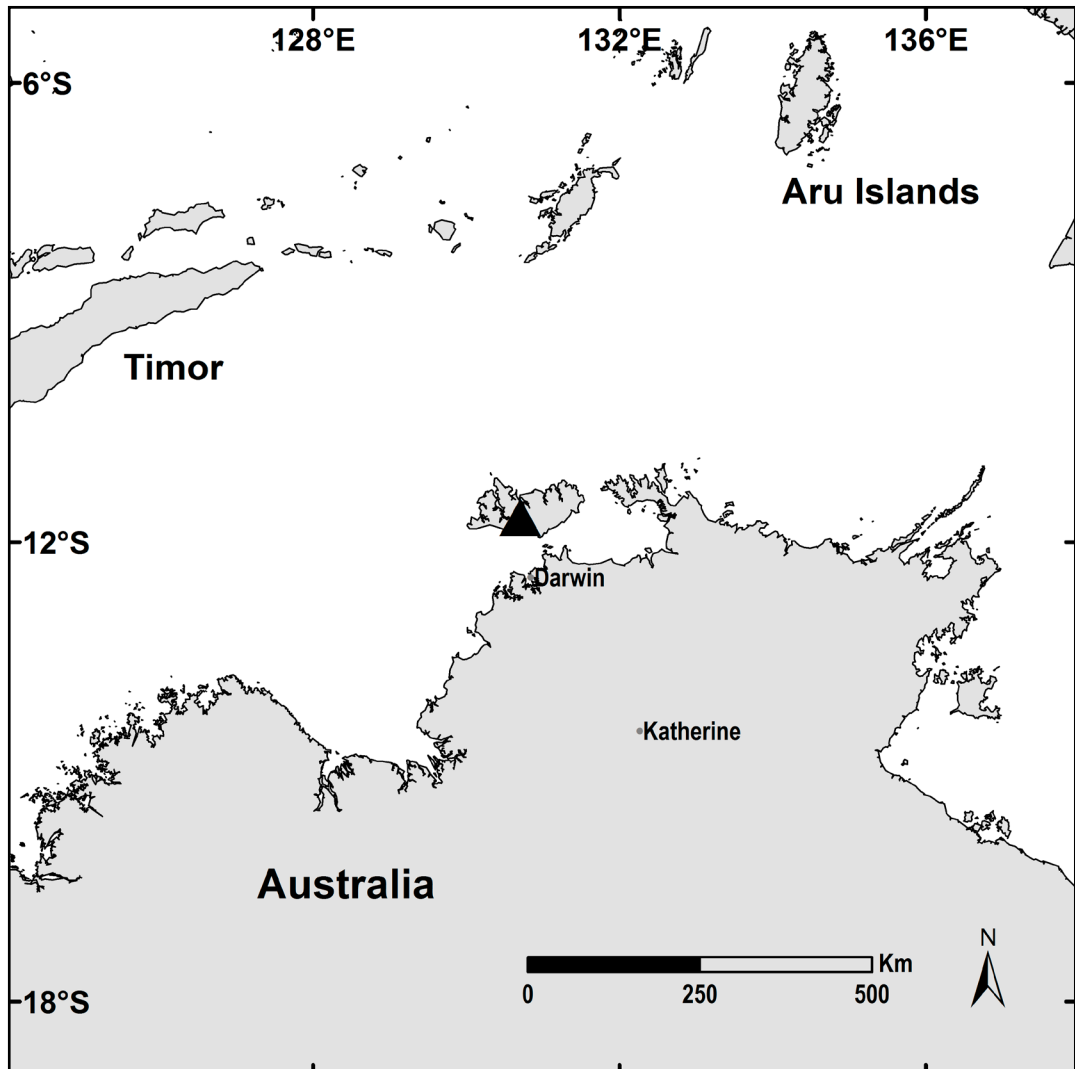 128°E
132°E
136°E
6°S
Aru Islands
Timor
12°S
Darwin
Katherine
Australia
N
Km
0
250
500
18°S